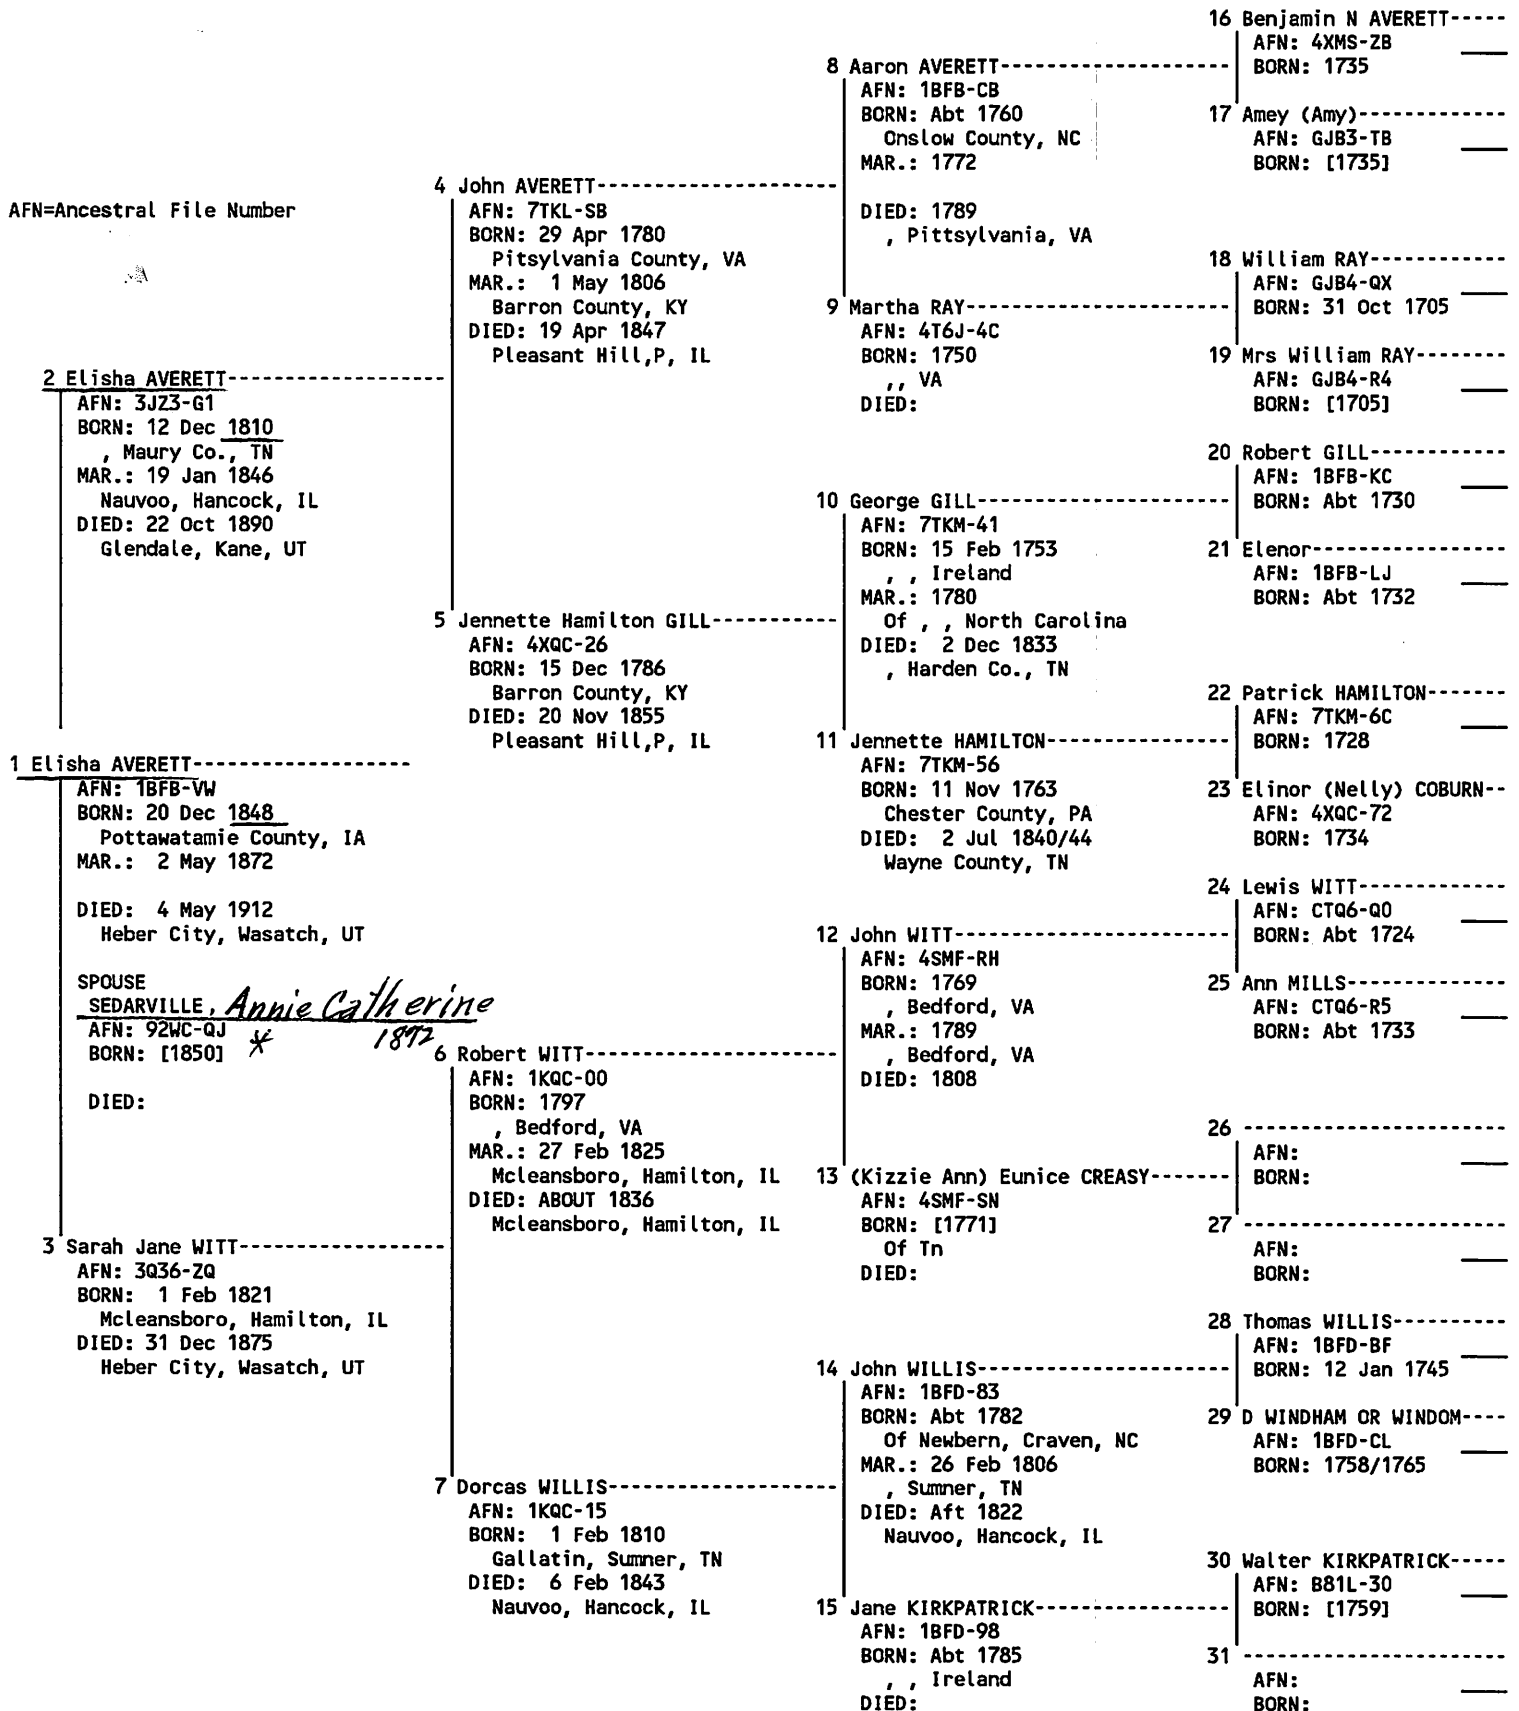 AFN=Ancestral File Number
1 Elisha AVERETT-----------------
AFN: 1BFB-VW
BORN: 20 Dec 1848
Pottawatamie County, IA
MAR.: 2 May 1872
DIED: 4 May 1912
Heber City, Wasatch, UT
SPOUSE
SEDARVILLE, Annie Catherine
AFN: 92WC-QJ * 1872
BORN: [1850]
DIED:
2 Elisha AVERETT-----------------
AFN: 3JZ3-G1
BORN: 12 Dec 1810
, Maury Co., TN
MAR.: 19 Jan 1846
Nauvoo, Hancock, IL
DIED: 22 Oct 1890
Glendale, Kane, UT
3 Sarah Jane WITT----------------
AFN: 3Q36-ZQ
BORN: 1 Feb 1821
Mcleansboro, Hamilton, IL
DIED: 31 Dec 1875
Heber City, Wasatch, UT
4 John AVERETT-------------------
AFN: 7TKL-SB
BORN: 29 Apr 1780
Pitsylvania County, VA
MAR.: 1 May 1806
Barron County, KY
DIED: 19 Apr 1847
Pleasant Hill,P, IL
5 Jennette Hamilton GILL----------
AFN: 4XQC-26
BORN: 15 Dec 1786
Barron County, KY
DIED: 20 Nov 1855
Pleasant Hill,P, IL
6 Robert WITT--------------------
AFN: 1KQC-00
BORN: 1797
, Bedford, VA
MAR.: 27 Feb 1825
Mcleansboro, Hamilton, IL
DIED: ABOUT 1836
Mcleansboro, Hamilton, IL
7 Dorcas WILLIS------------------
AFN: 1KQC-15
BORN: 1 Feb 1810
Gallatin, Sumner, TN
DIED: 6 Feb 1843
Nauvoo, Hancock, IL
8 Aaron AVERETT------------------
AFN: 1BFB-CB
BORN: Abt 1760
Onslow County, NC
MAR.: 1772
DIED: 1789
, Pittsylvania, VA
9 Martha RAY---------------------
AFN: 4T6J-4C
BORN: 1750
,, VA
DIED:
10 George GILL--------------------
AFN: 7TKM-41
BORN: 15 Feb 1753
, , Ireland
MAR.: 1780
Of , , North Carolina
DIED: 2 Dec 1833
, Harden Co., TN
11 Jennette HAMILTON--------------
AFN: 7TKM-56
BORN: 11 Nov 1763
Chester County, PA
DIED: 2 Jul 1840/44
Wayne County, TN
12 John WITT----------------------
AFN: 4SMF-RH
BORN: 1769
, Bedford, VA
MAR.: 1789
, Bedford, VA
DIED: 1808
13 (Kizzie Ann) Eunice CREASY------
AFN: 4SMF-SN
BORN: [1771]
Of Tn
DIED:
14 John WILLIS--------------------
AFN: 1BFD-83
BORN: Abt 1782
Of Newbern, Craven, NC
MAR.: 26 Feb 1806
, Sumner, TN
DIED: Aft 1822
Nauvoo, Hancock, IL
15 Jane KIRKPATRICK---------------
AFN: 1BFD-98
BORN: Abt 1785
, , Ireland
DIED:
16 Benjamin N AVERETT-----
AFN: 4XMS-ZB
BORN: 1735
17 Amey (Amy)------------
AFN: GJB3-TB
BORN: [1735]
18 William RAY-----------
AFN: GJB4-QX
BORN: 31 Oct 1705
19 Mrs William RAY--------
AFN: GJB4-R4
BORN: [1705]
20 Robert GILL------------
AFN: 1BFB-KC
BORN: Abt 1730
21 Elenor-----------------
AFN: 1BFB-LJ
BORN: Abt 1732
22 Patrick HAMILTON-------
AFN: 7TKM-6C
BORN: 1728
23 Elinor (Nelly) COBURN--
AFN: 4XQC-72
BORN: 1734
24 Lewis WITT-------------
AFN: CTQ6-Q0
BORN: Abt 1724
25 Ann MILLS--------------
AFN: CTQ6-R5
BORN: Abt 1733
26 -----------------------
AFN:
BORN:
27 -----------------------
AFN:
BORN:
28 Thomas WILLIS----------
AFN: 1BFD-BF
BORN: 12 Jan 1745
29 D WINDHAM OR WINDOM----
AFN: 1BFD-CL
BORN: 1758/1765
30 Walter KIRKPATRICK-----
AFN: B81L-30
BORN: [1759]
31 -----------------------
AFN:
BORN: